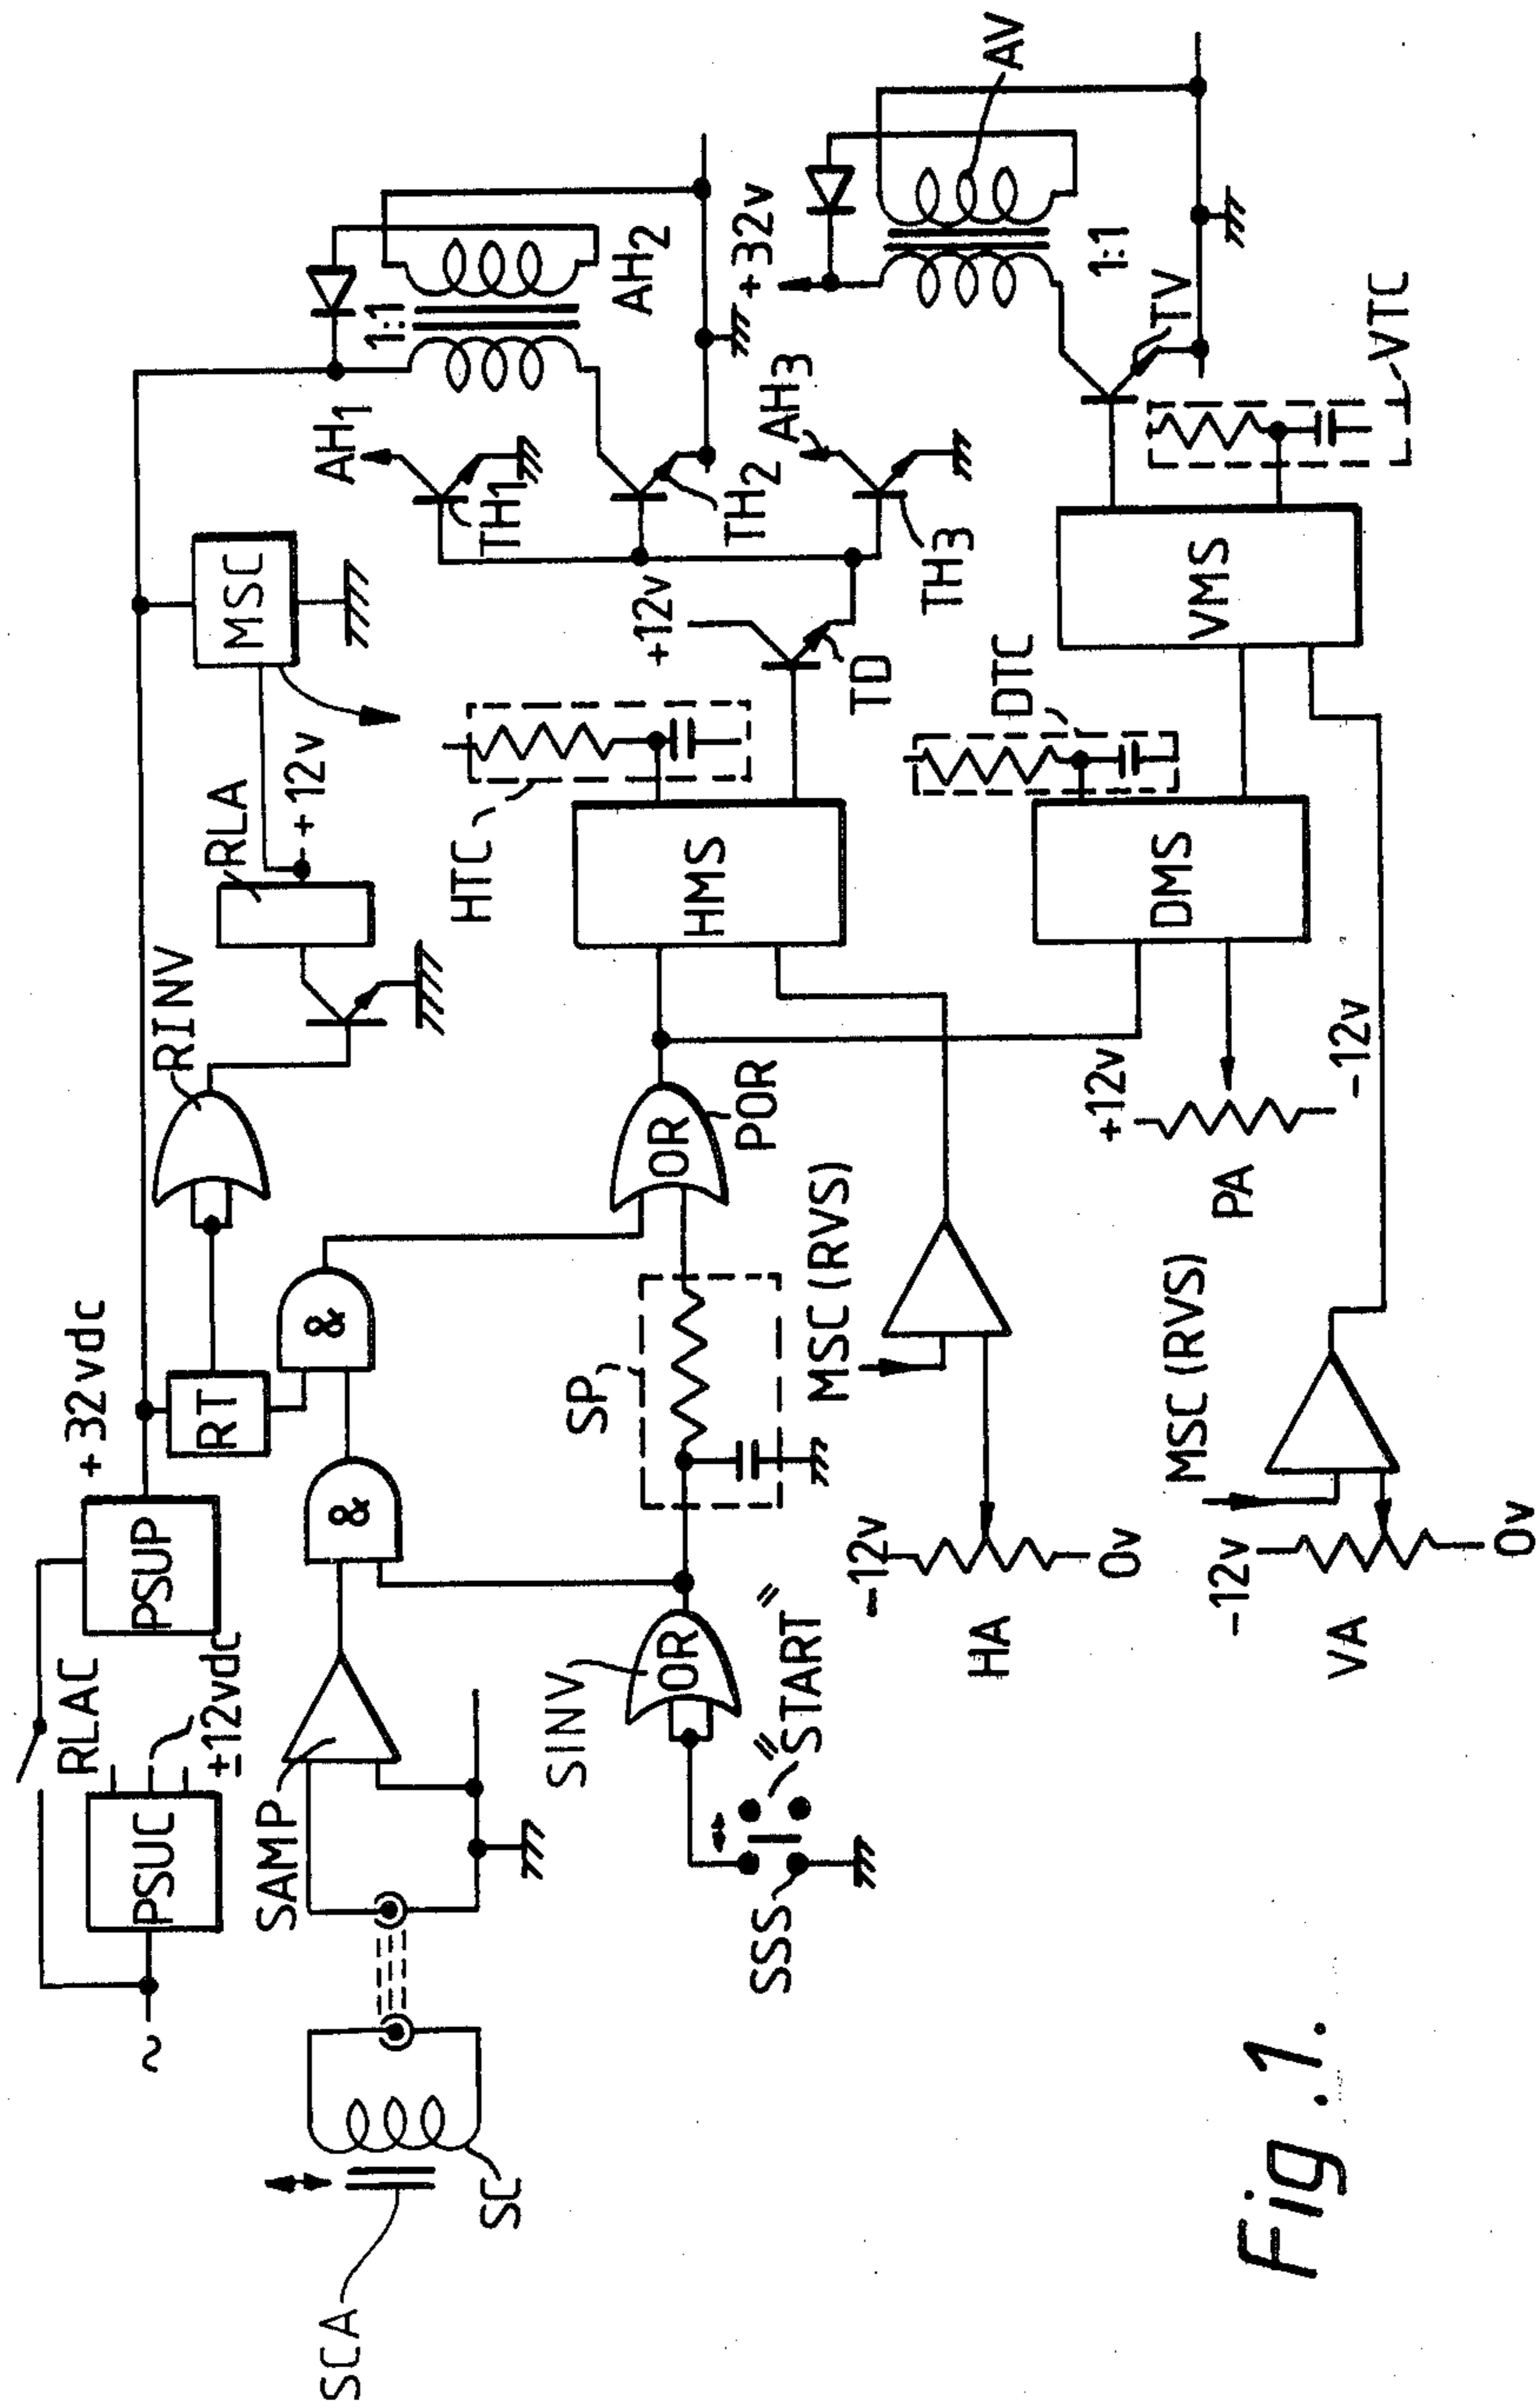 RLAC
+32vdc
~
PSUC
±12vdc
PSUP
RT
RINV
RLA
+12v
MSC
AH1
TH1
1:1
AH2
SCA
SC
SAMP
&
&
SINV
OR
SP
OR
POR
HTC
HMS
+12v
TD
TH2
AH3
TH3
+32v
SSS
"START"
MSC(RVS)
-12v
HA
0v
DTC
DMS
VMS
TV
1:1
AV
VTC
+12v
PA
-12v
MSC(RVS)
-12v
VA
0v
Fig.1.